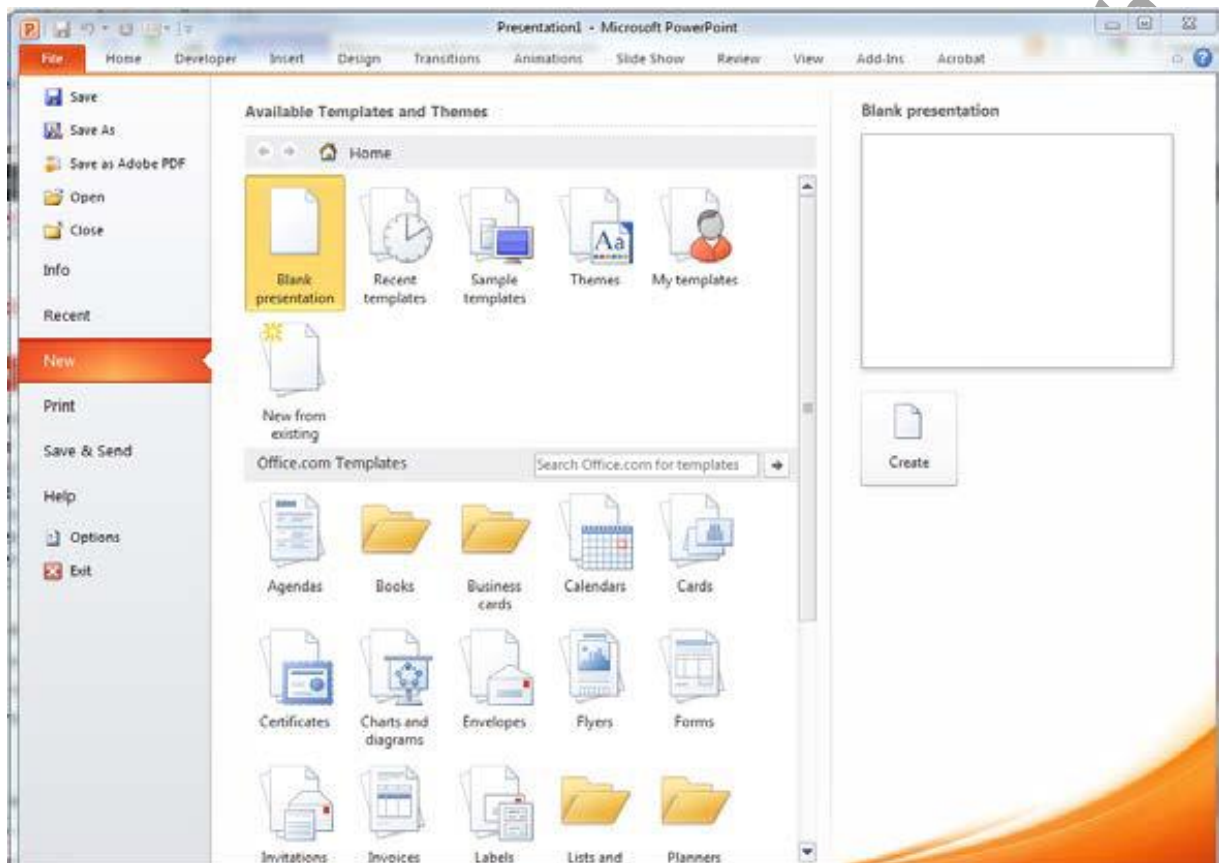 Presentation1 - Microsoft PowerPoint
File Home Developer Insert Design Transitions Animations Slide Show Review View Add-Ins Acrobat
Save
Save As
Save as Adobe PDF
Open
Close
Info
Recent
New
Print
Save & Send
Help
Options
Exit
Available Templates and Themes
Home
Blank presentation
Recent templates
Sample templates
Themes
My templates
New from existing
Office.com Templates
Search Office.com for templates
Agendas
Books
Business cards
Calendars
Cards
Certificates
Charts and diagrams
Envelopes
Flyers
Forms
Invitations
Invoices
Labels
Lists and
Planners
Blank presentation
Aa
Create